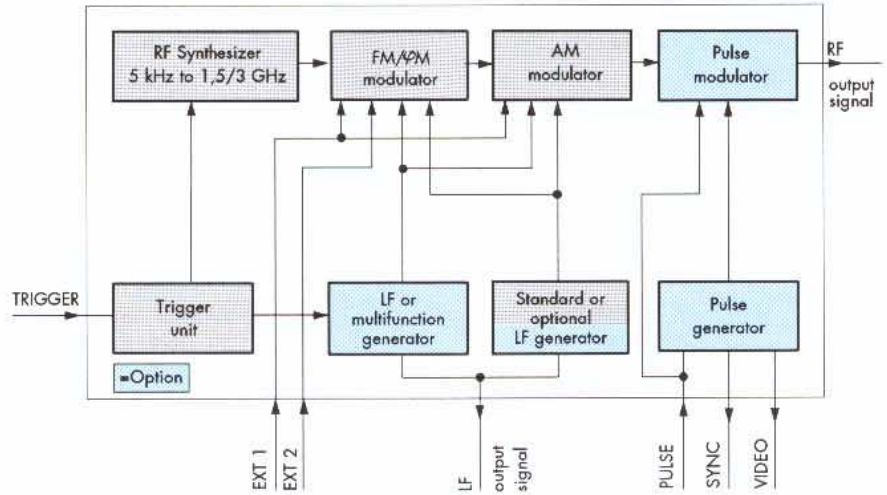 RF Synthesizer
5 kHz to 1,5/3 GHz
FM/φM
modulator
AM
modulator
Pulse
modulator
RF
output
signal
TRIGGER
Trigger
unit
LF or
multifunction
generator
Standard or
optional
LF generator
Pulse
generator
=Option
EXT 1
EXT 2
LF
output
signal
PULSE
SYNC
VIDEO